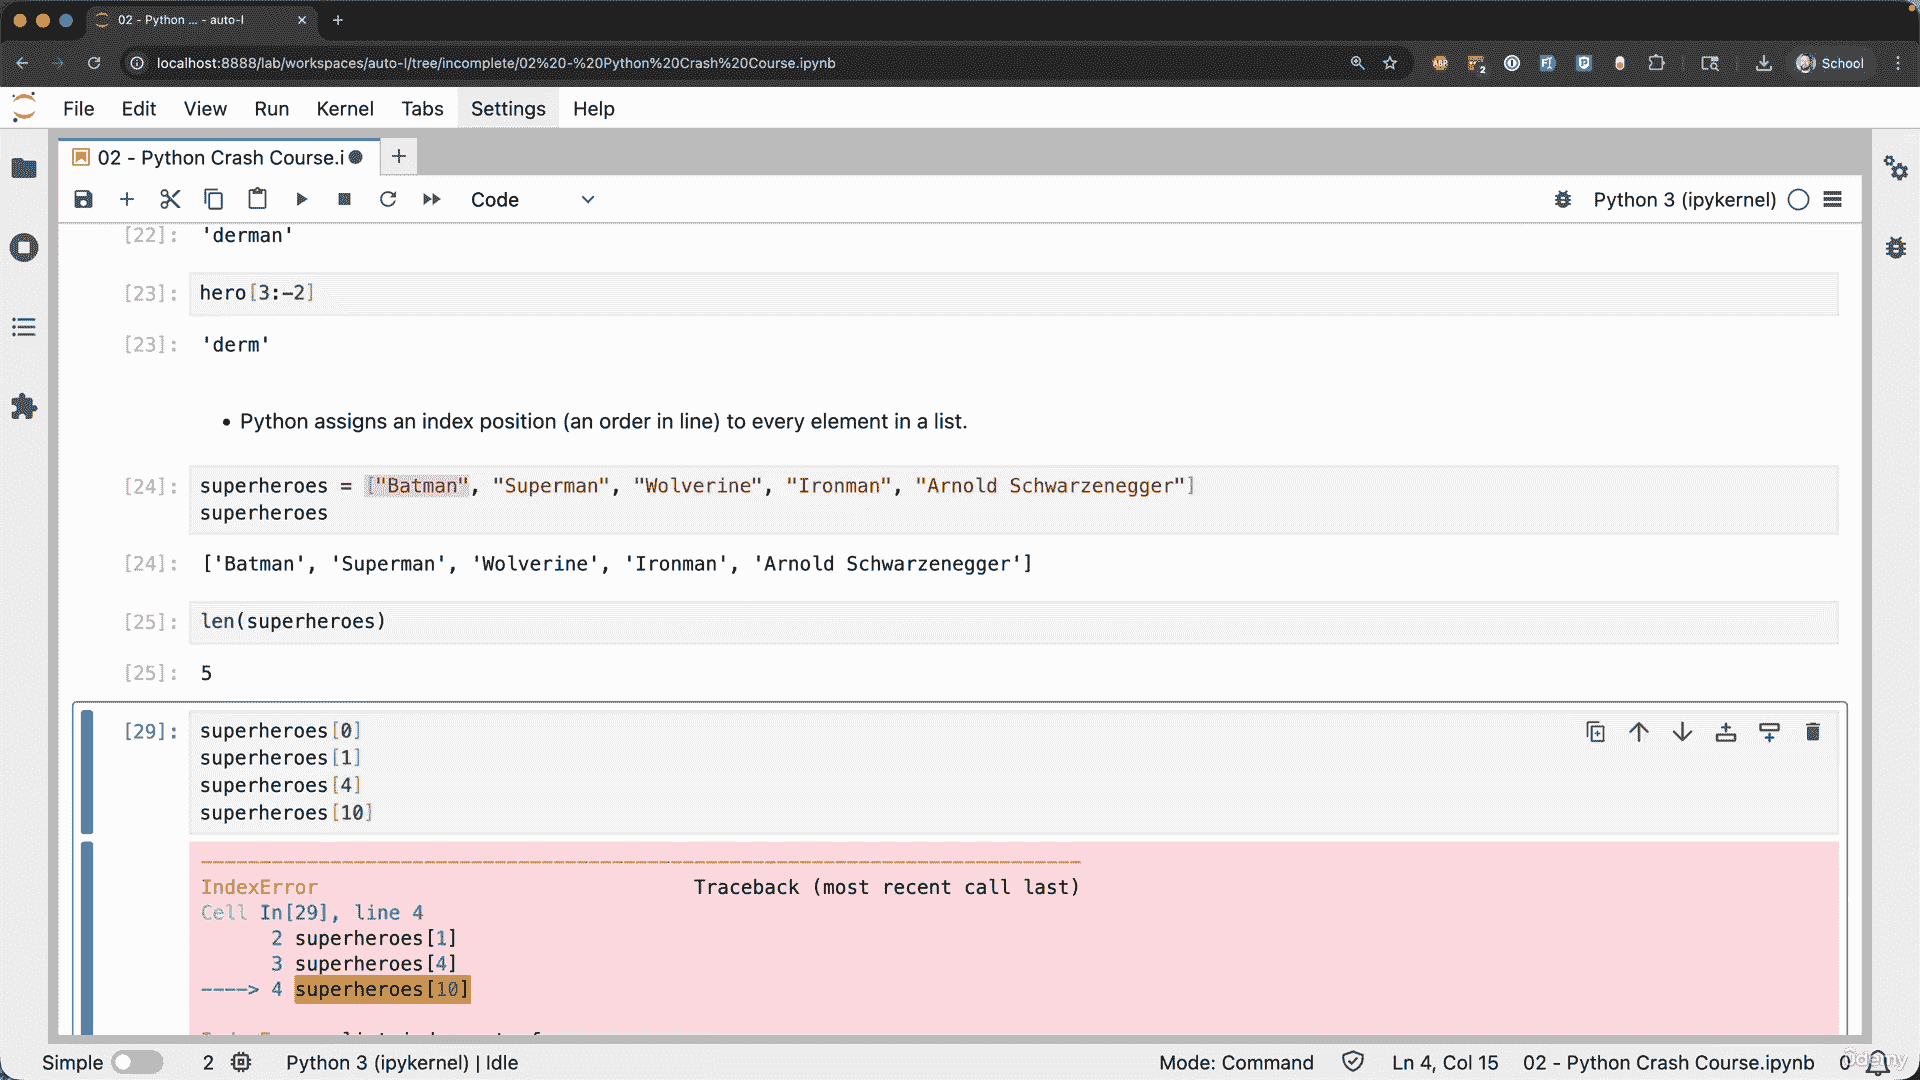 02 - Python ... - auto-l
localhost:8888/lab/workspaces/auto-l/tree/incomplete/02%20-%20Python%20Crash%20Course.ipynb
ABP
2
School
File Edit View Run Kernel Tabs Settings Help
02 - Python Crash Course.i
Code
Python 3 (ipykernel)
[22]: 'derman'
[23]: hero[3:-2]
[23]: 'derm'
• Python assigns an index position (an order in line) to every element in a list.
[24]: superheroes = ["Batman", "Superman", "Wolverine", "Ironman", "Arnold Schwarzenegger"]
superheroes
[24]: ['Batman', 'Superman', 'Wolverine', 'Ironman', 'Arnold Schwarzenegger']
[25]: len(superheroes)
[25]: 5
[29]: superheroes[0]
superheroes[1]
superheroes[4]
superheroes[10]
IndexError Traceback (most recent call last)
Cell In[29], line 4
2 superheroes[1]
3 superheroes[4]
----> 4 superheroes[10]
Simple 2 Python 3 (ipykernel) | Idle Mode: Command Ln 4, Col 15 02 - Python Crash Course.ipynb 0
udemy